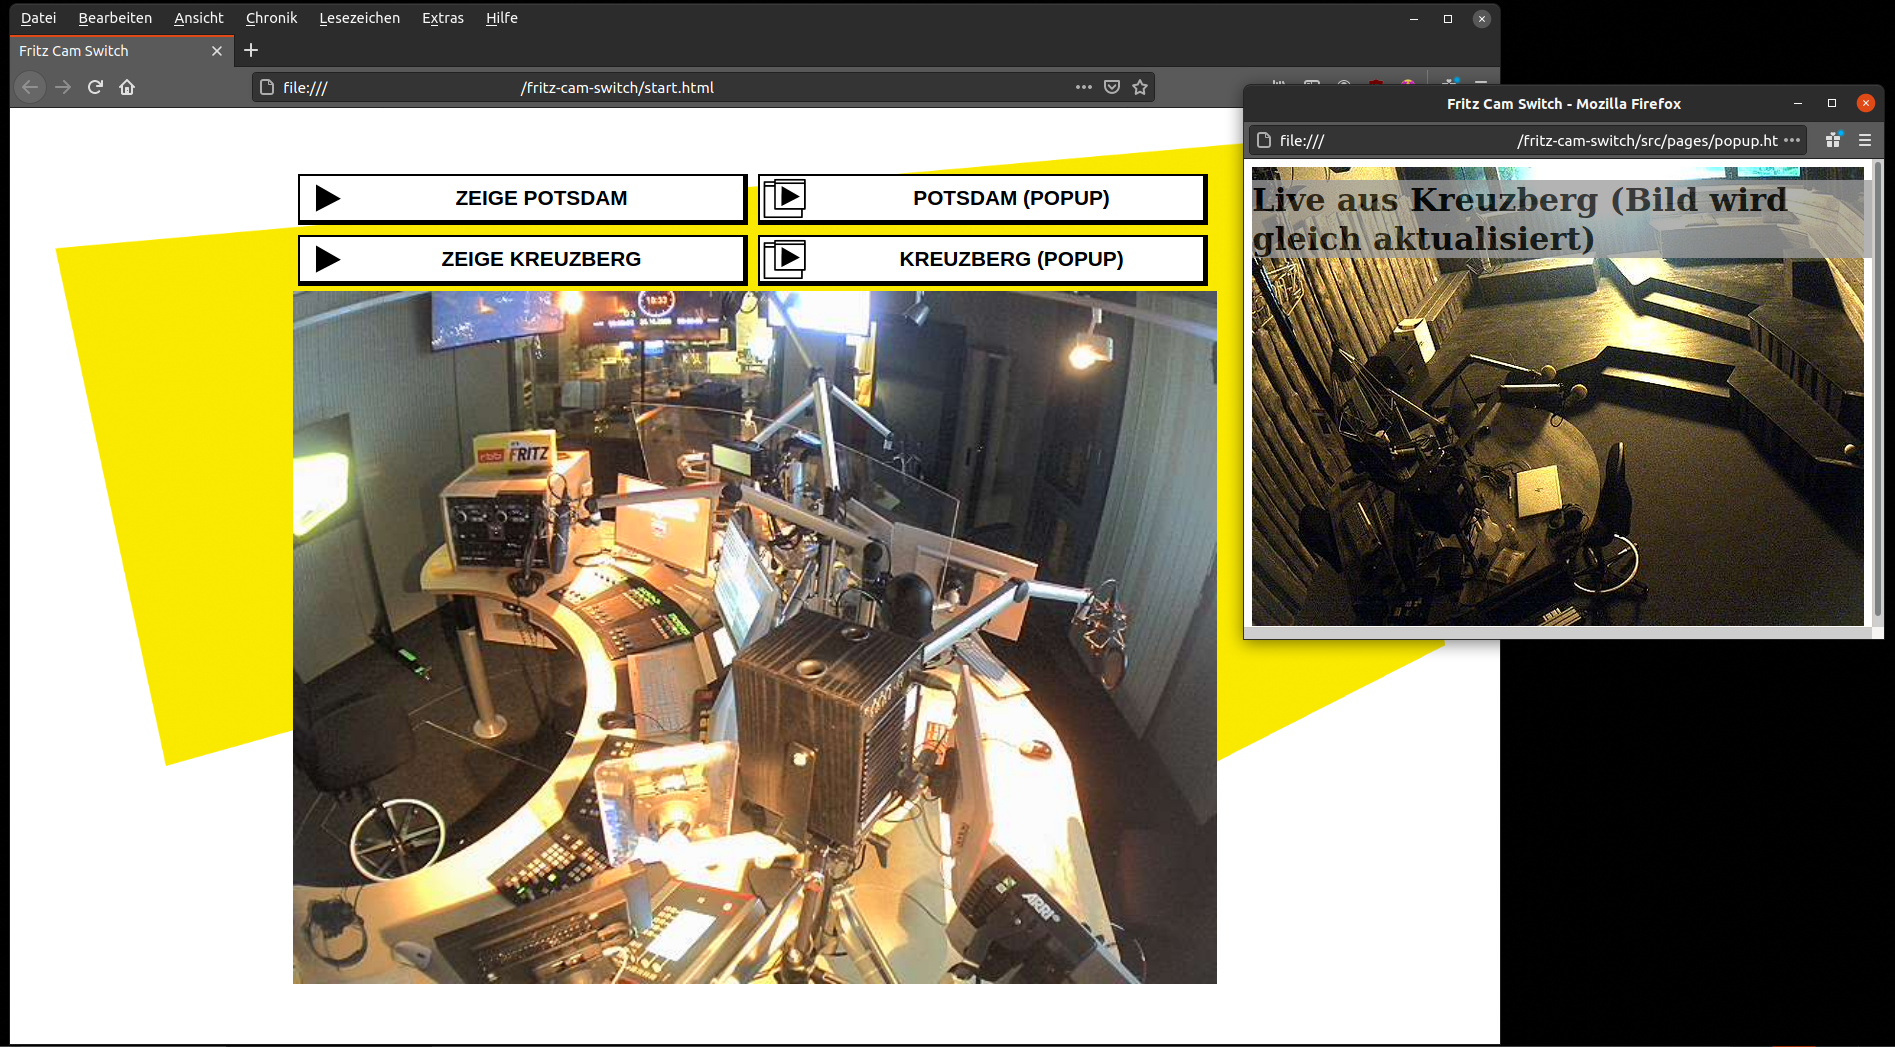 Datei Bearbeiten Ansicht Chronik Lesezeichen Extras Hilfe
Fritz Cam Switch
file:/// /fritz-cam-switch/start.html
Fritz Cam Switch - Mozilla Firefox
file:/// /fritz-cam-switch/src/pages/popup.ht
ZEIGE POTSDAM
POTSDAM (POPUP)
ZEIGE KREUZBERG
KREUZBERG (POPUP)
Live aus Kreuzberg (Bild wird
gleich aktualisiert)
rbb FRITZ
ARRI